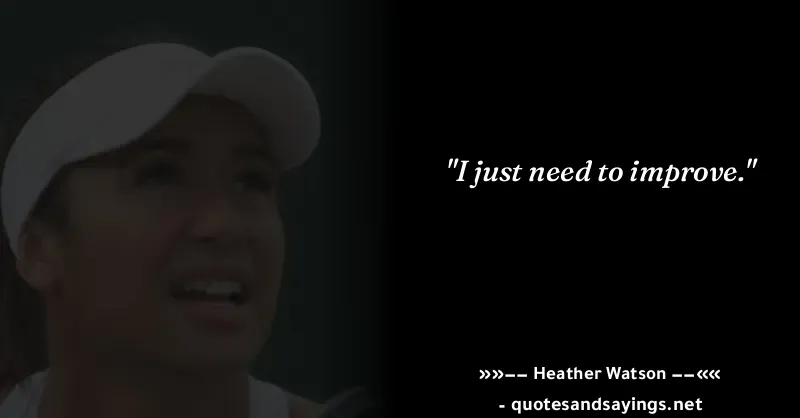 "I just need to improve."
»»–– Heather Watson ––««
- quotesandsayings.net